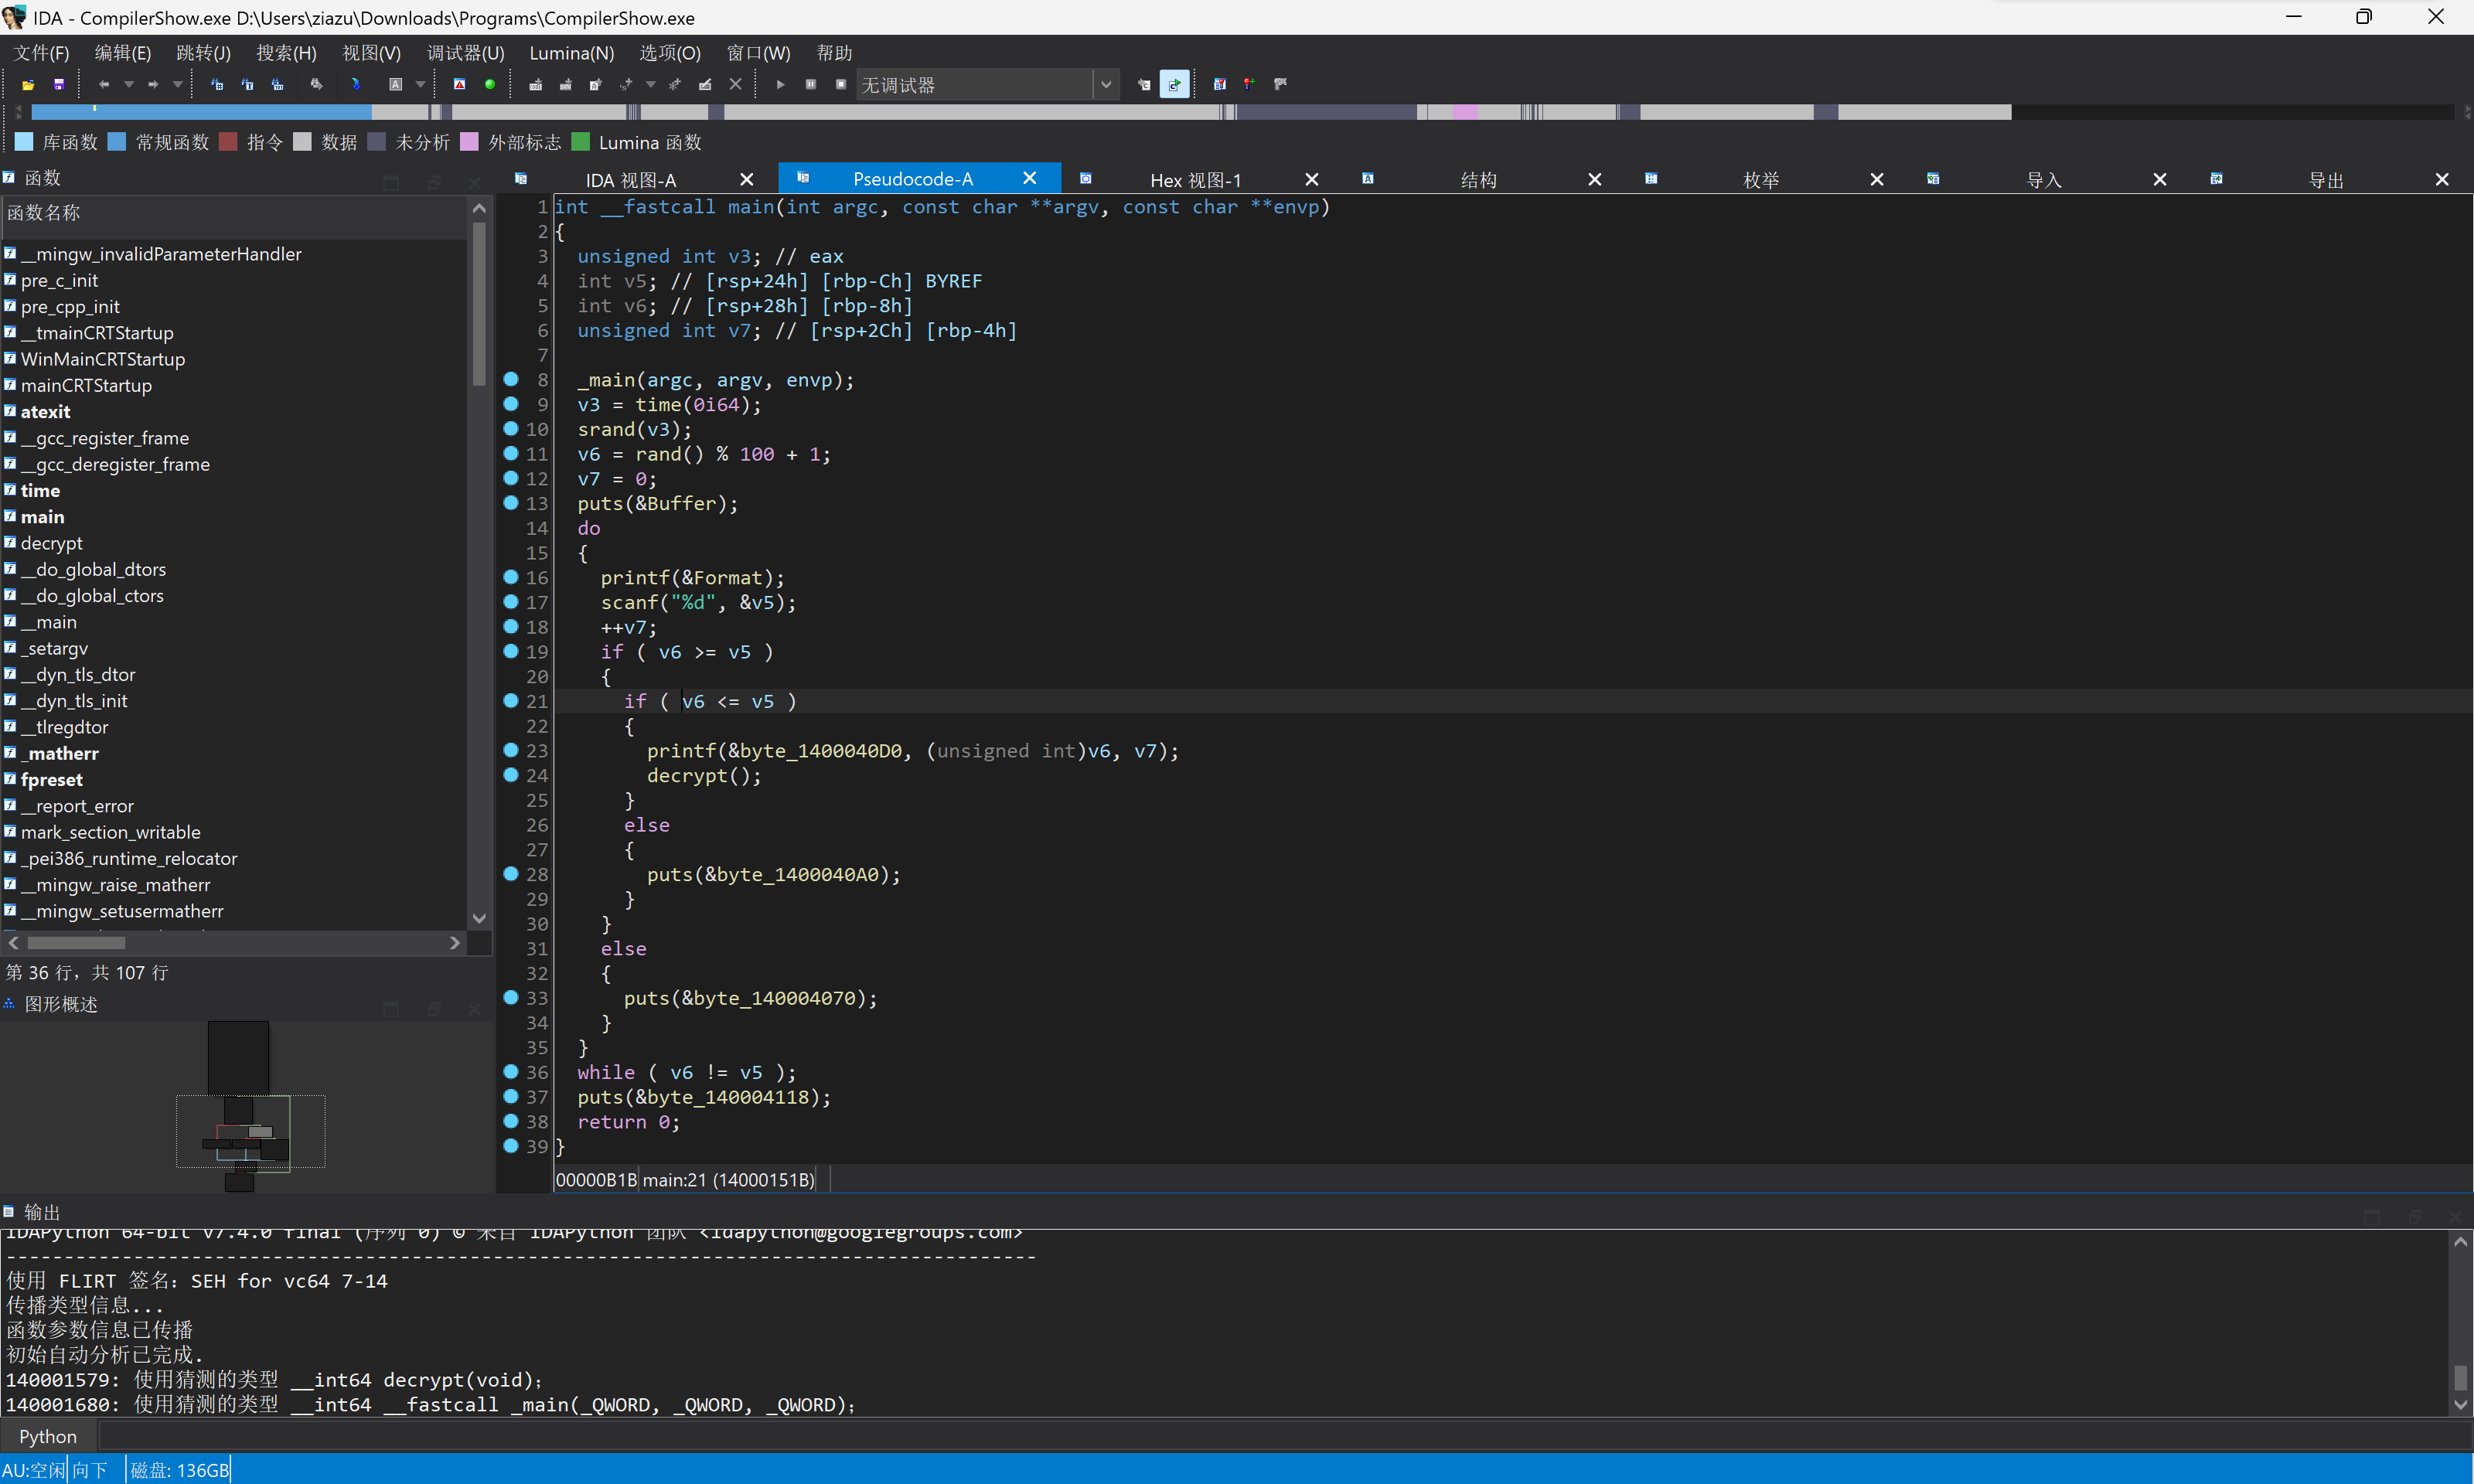 IDA - CompilerShow.exe D:\Users\ziazu\Downloads\Programs\CompilerShow.exe
文件(F) 编辑(E) 跳转(J) 搜索(H) 视图(V) 调试器(U) Lumina(N) 选项(O) 窗口(W) 帮助
无调试器
库函数 常规函数 指令 数据 未分析 外部标志 Lumina 函数
函数
函数名称
__mingw_invalidParameterHandler
pre_c_init
pre_cpp_init
__tmainCRTStartup
WinMainCRTStartup
mainCRTStartup
atexit
__gcc_register_frame
__gcc_deregister_frame
time
main
decrypt
__do_global_dtors
__do_global_ctors
__main
_setargv
__dyn_tls_dtor
__dyn_tls_init
__tlregdtor
_matherr
fpreset
__report_error
mark_section_writable
_pei386_runtime_relocator
__mingw_raise_matherr
__mingw_setusermatherr
第 36 行，共 107 行
图形概述
IDA 视图-A Pseudocode-A Hex 视图-1 结构 枚举 导入 导出
1 int __fastcall main(int argc, const char **argv, const char **envp)
2 {
3 unsigned int v3; // eax
4 int v5; // [rsp+24h] [rbp-Ch] BYREF
5 int v6; // [rsp+28h] [rbp-8h]
6 unsigned int v7; // [rsp+2Ch] [rbp-4h]
7
8 _main(argc, argv, envp);
9 v3 = time(0i64);
10 srand(v3);
11 v6 = rand() % 100 + 1;
12 v7 = 0;
13 puts(&Buffer);
14 do
15 {
16 printf(&Format);
17 scanf("%d", &v5);
18 ++v7;
19 if ( v6 >= v5 )
20 {
21 if ( v6 <= v5 )
22 {
23 printf(&byte_1400040D0, (unsigned int)v6, v7);
24 decrypt();
25 }
26 else
27 {
28 puts(&byte_1400040A0);
29 }
30 }
31 else
32 {
33 puts(&byte_140004070);
34 }
35 }
36 while ( v6 != v5 );
37 puts(&byte_140004118);
38 return 0;
39 }
00000B1B main:21 (14000151B)
输出
IDAPython 64-bit v7.4.0 final (序列 0) © 来自 IDAPython 团队 <idapython@googlegroups.com>
-----------------------------------------------------------------------------------------
使用 FLIRT 签名：SEH for vc64 7-14
传播类型信息...
函数参数信息已传播
初始自动分析已完成.
140001579: 使用猜测的类型 __int64 decrypt(void);
140001680: 使用猜测的类型 __int64 __fastcall _main(_QWORD, _QWORD, _QWORD);
Python
AU:空闲 向下 磁盘: 136GB